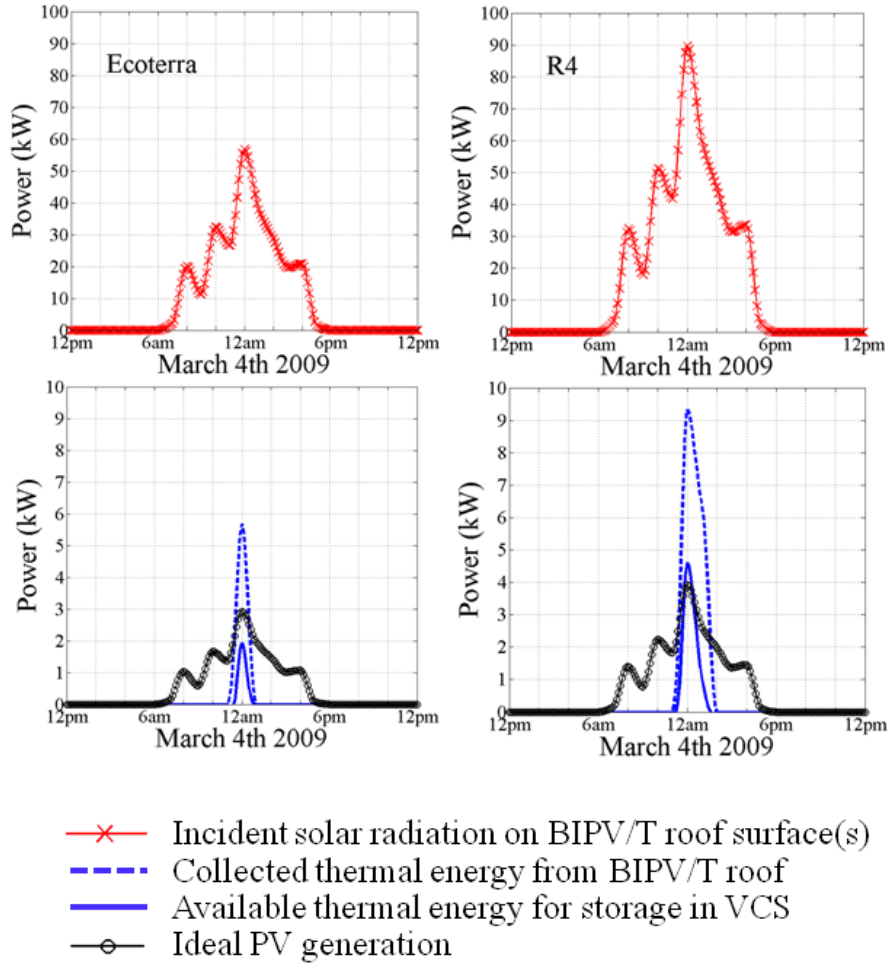 Ecoterra
Power (kW)
100
90
80
70
60
50
40
30
20
10
0
12pm 6am 12am 6pm 12pm
March 4th 2009
R4
Power (kW)
100
90
80
70
60
50
40
30
20
10
0
12pm 6am 12am 6pm 12pm
March 4th 2009
Power (kW)
10
9
8
7
6
5
4
3
2
1
0
12pm 6am 12am 6pm 12pm
March 4th 2009
Power (kW)
10
9
8
7
6
5
4
3
2
1
0
12pm 6am 12am 6pm 12pm
March 4th 2009
Incident solar radiation on BIPV/T roof surface(s)
Collected thermal energy from BIPV/T roof
Available thermal energy for storage in VCS
Ideal PV generation